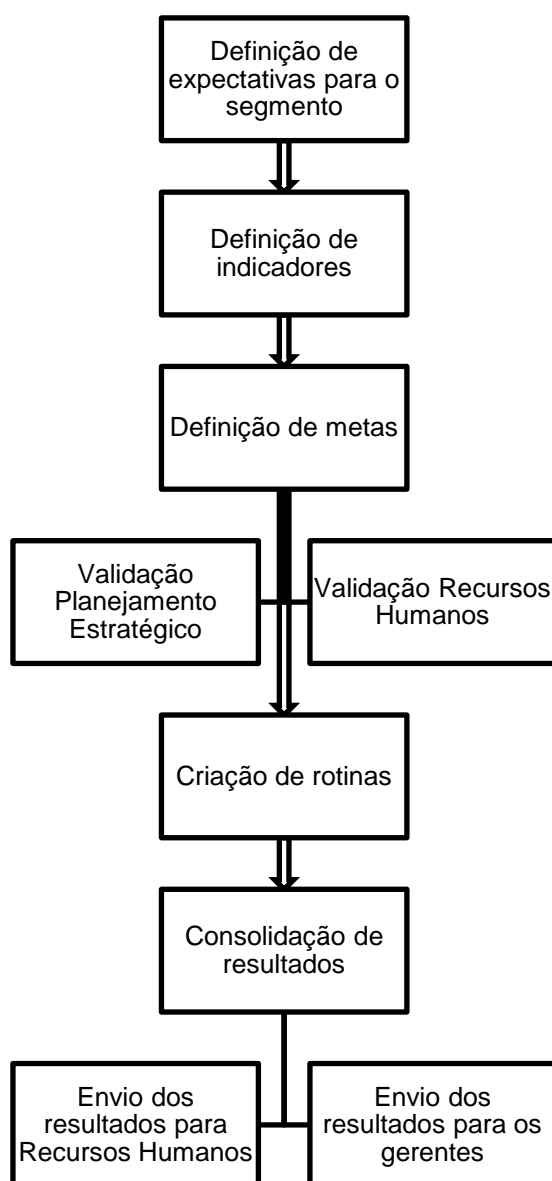 Definição de
expectativas para o
segmento
Definição de
indicadores
Definição de metas
Validação
Planejamento
Estratégico
Validação Recursos
Humanos
Criação de rotinas
Consolidação de
resultados
Envio dos
resultados para
Recursos Humanos
Envio dos
resultados para os
gerentes